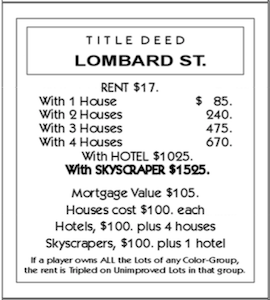 TITLE DEED
LOMBARD ST.
RENT $17.
With 1 House $ 85.
With 2 Houses 240.
With 3 Houses 475.
With 4 Houses 670.
With HOTEL $1025.
With SKYSCRAPER $1525.
Mortgage Value $105.
Houses cost $100. each
Hotels, $100. plus 4 houses
Skyscrapers, $100. plus 1 hotel
If a player owns ALL the Lots of any Color-Group,
the rent is Tripled on Unimproved Lots in that group.